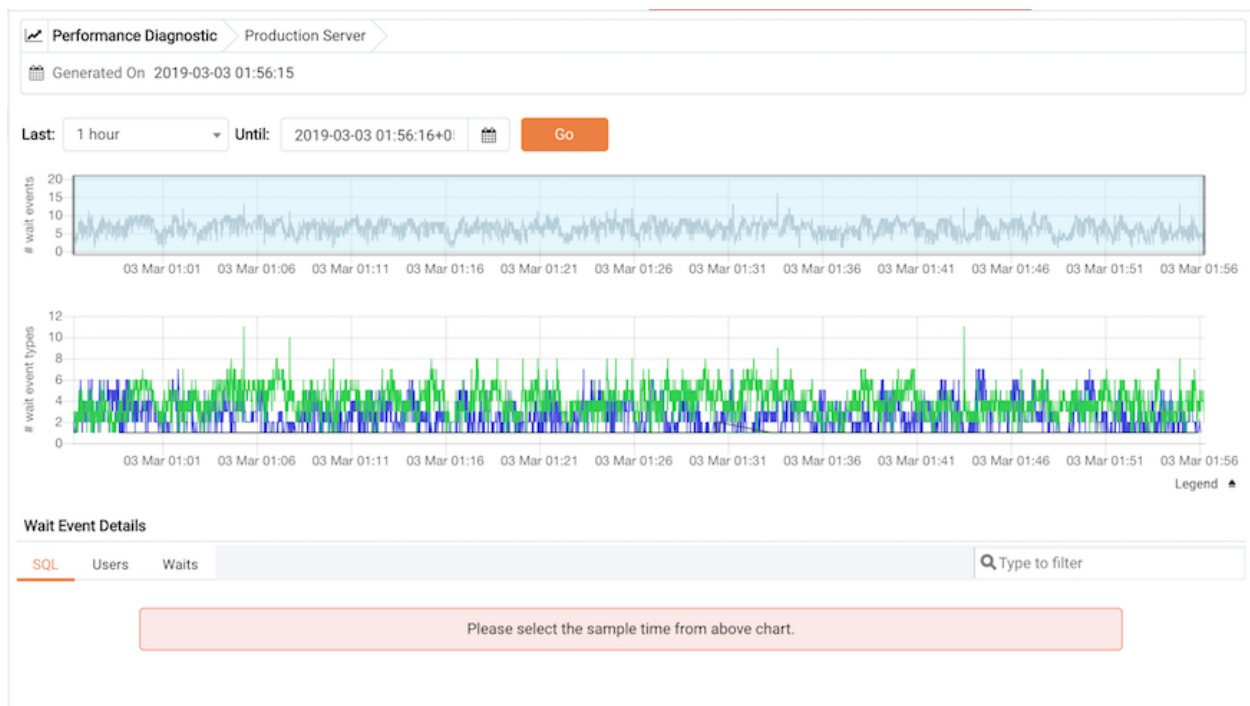 Performance Diagnostic Production Server
Generated On 2019-03-03 01:56:15
Last: 1 hour Until: 2019-03-03 01:56:16+0 Go
# wait events
20
15
10
5
0
03 Mar 01:01 03 Mar 01:06 03 Mar 01:11 03 Mar 01:16 03 Mar 01:21 03 Mar 01:26 03 Mar 01:31 03 Mar 01:36 03 Mar 01:41 03 Mar 01:46 03 Mar 01:51 03 Mar 01:56
# wait event types
12
10
8
6
4
2
0
03 Mar 01:01 03 Mar 01:06 03 Mar 01:11 03 Mar 01:16 03 Mar 01:21 03 Mar 01:26 03 Mar 01:31 03 Mar 01:36 03 Mar 01:41 03 Mar 01:46 03 Mar 01:51 03 Mar 01:56
Legend
Wait Event Details
SQL Users Waits Type to filter
Please select the sample time from above chart.